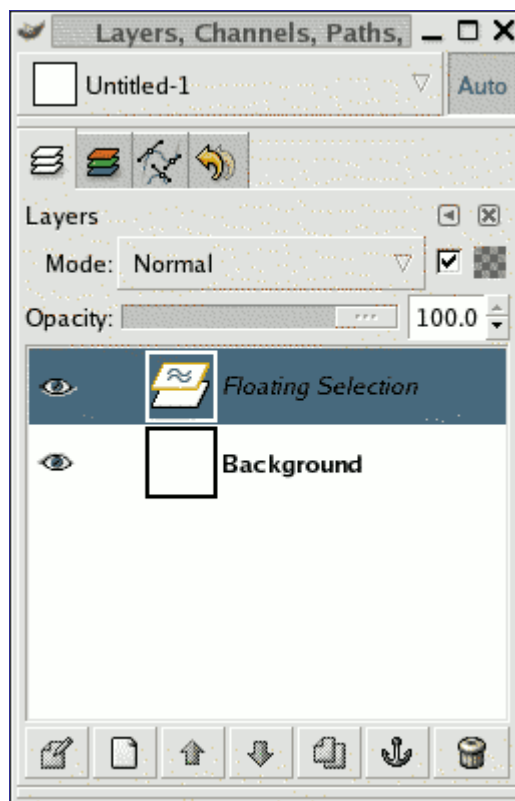 Layers, Channels, Paths,
Untitled-1
Auto
Layers
Mode: Normal
Opacity: 100.0
Floating Selection
Background